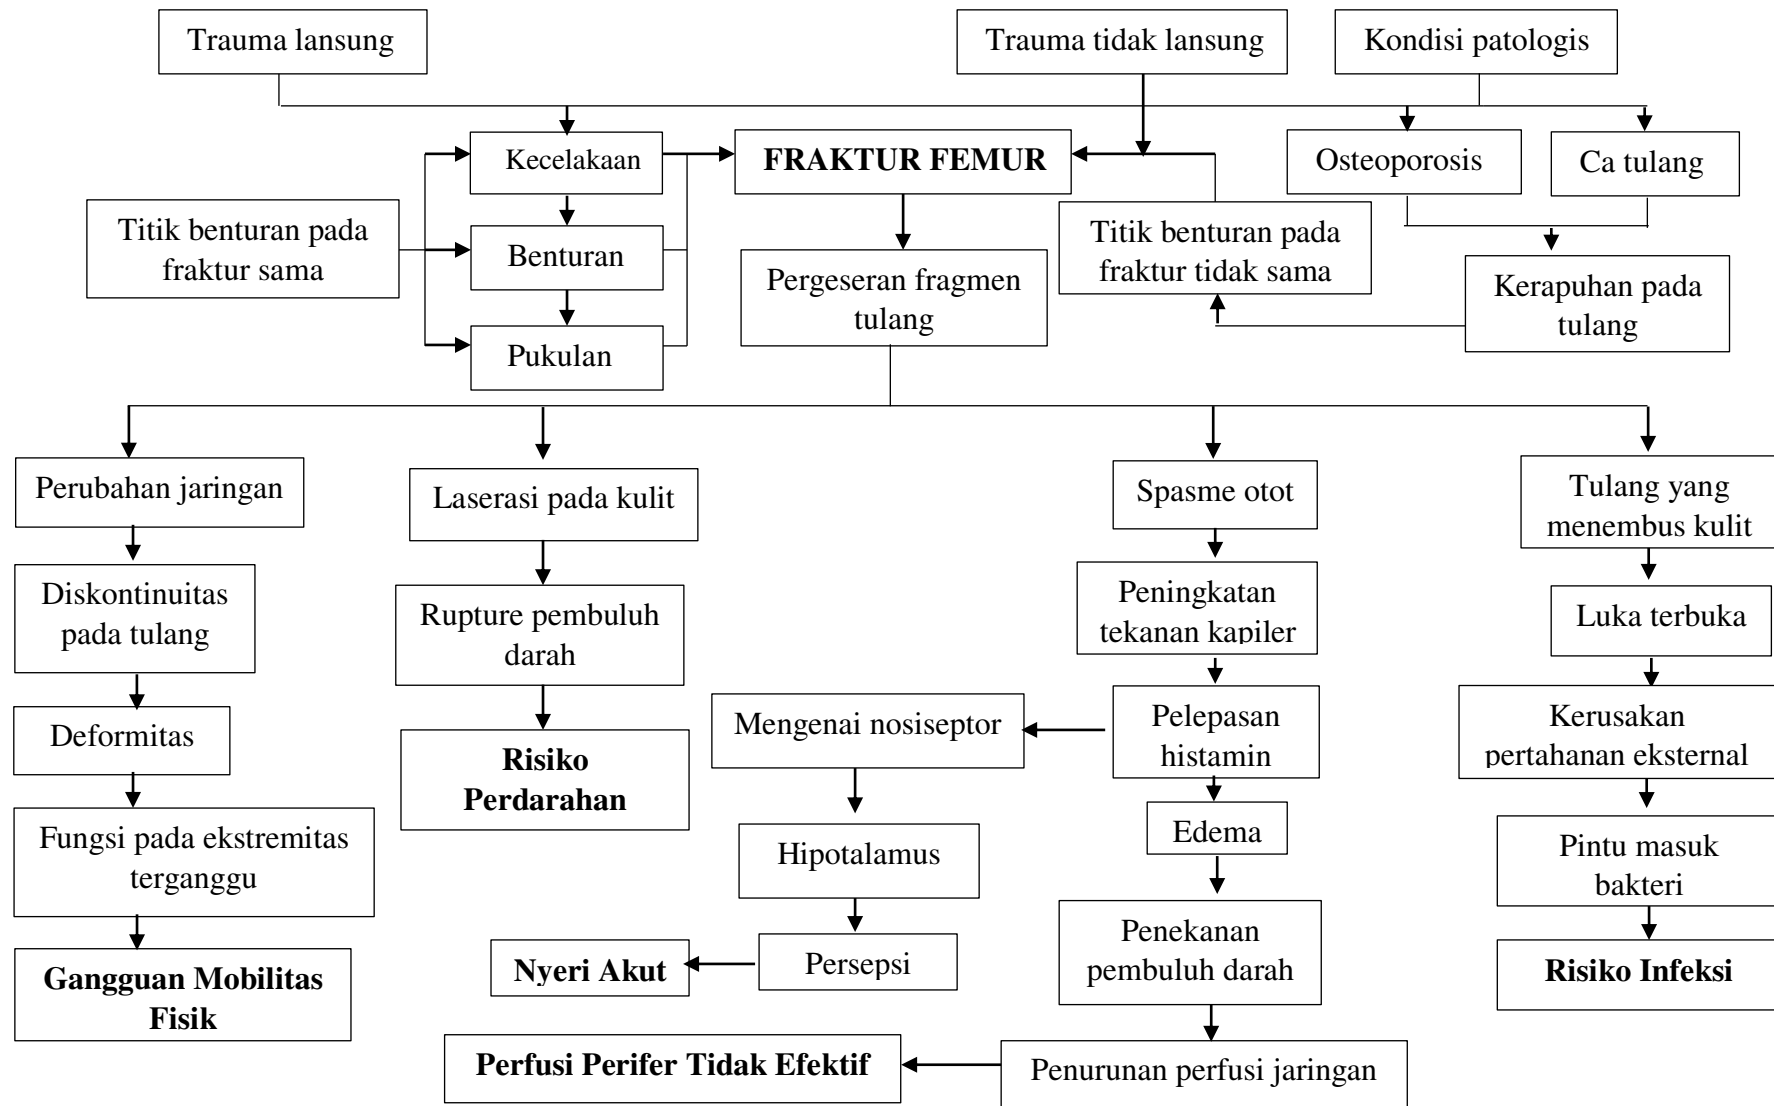 Trauma lansung
Trauma tidak lansung
Kondisi patologis
Kecelakaan
FRAKTUR FEMUR
Osteoporosis
Ca tulang
Titik benturan pada
fraktur sama
Benturan
Titik benturan pada
fraktur tidak sama
Pergeseran fragmen
tulang
Kerapuhan pada
tulang
Pukulan
Perubahan jaringan
Laserasi pada kulit
Spasme otot
Tulang yang
menembus kulit
Diskontinuitas
pada tulang
Rupture pembuluh
darah
Peningkatan
tekanan kapiler
Luka terbuka
Deformitas
Risiko
Perdarahan
Mengenai nosiseptor
Pelepasan
histamin
Kerusakan
pertahanan eksternal
Fungsi pada ekstremitas
terganggu
Hipotalamus
Edema
Pintu masuk
bakteri
Gangguan Mobilitas
Fisik
Nyeri Akut
Persepsi
Penekanan
pembuluh darah
Risiko Infeksi
Perfusi Perifer Tidak Efektif
Penurunan perfusi jaringan